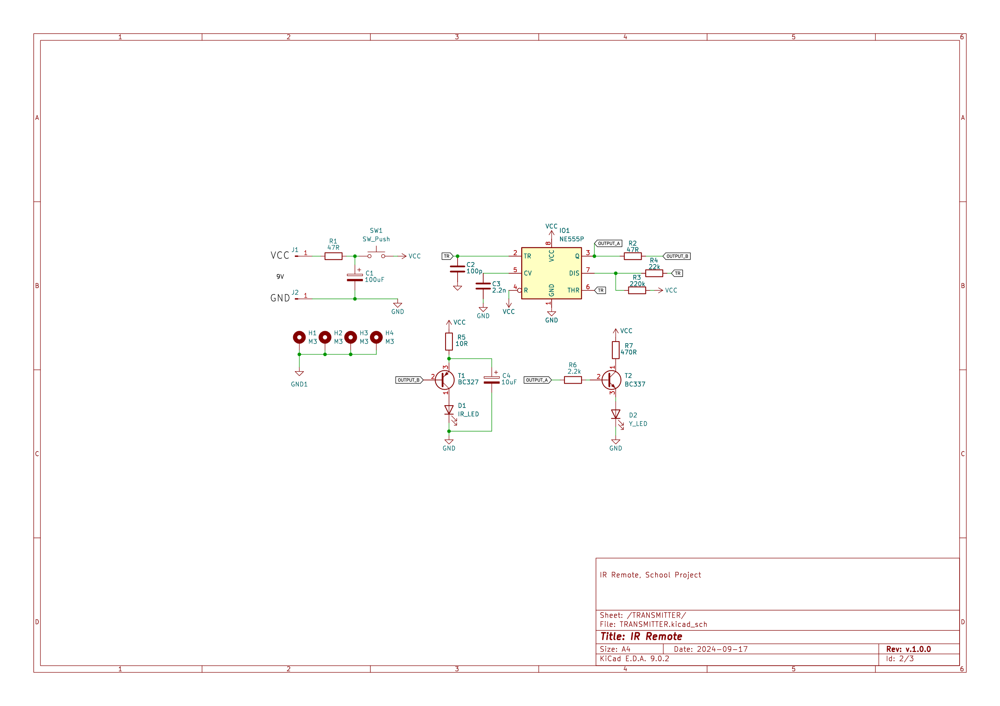 1 2 3 4 5 6
A A
B B
C C
D D
SW1
SW_Push
R1
47R
VCC
J1
1
VCC
C1
100uF
9V
GND
J2
1
GND
H1
M3
H2
M3
H3
M3
H4
M3
GND1
VCC
IO1
NE555P
8
VCC
TR
2
TR
C2
100p
5
CV
C3
2.2n
GND
4
R
VCC
GND
1
GND
Q
3
OUTPUT_A
R2
47R
OUTPUT_B
DIS
7
R4
22k
TR
R3
220k
VCC
THR
6
TR
VCC
R5
10R
OUTPUT_B
2
3
1
T1
BC327
C4
10uF
D1
IR_LED
GND
VCC
R7
470R
OUTPUT_A
R6
2.2k
2
1
3
T2
BC337
D2
Y_LED
GND
IR Remote, School Project
Sheet: /TRANSMITTER/
File: TRANSMITTER.kicad_sch
Title: IR Remote
Size: A4 Date: 2024-09-17 Rev: v.1.0.0
KiCad E.D.A. 9.0.2 Id: 2/3
1 2 3 4 5 6